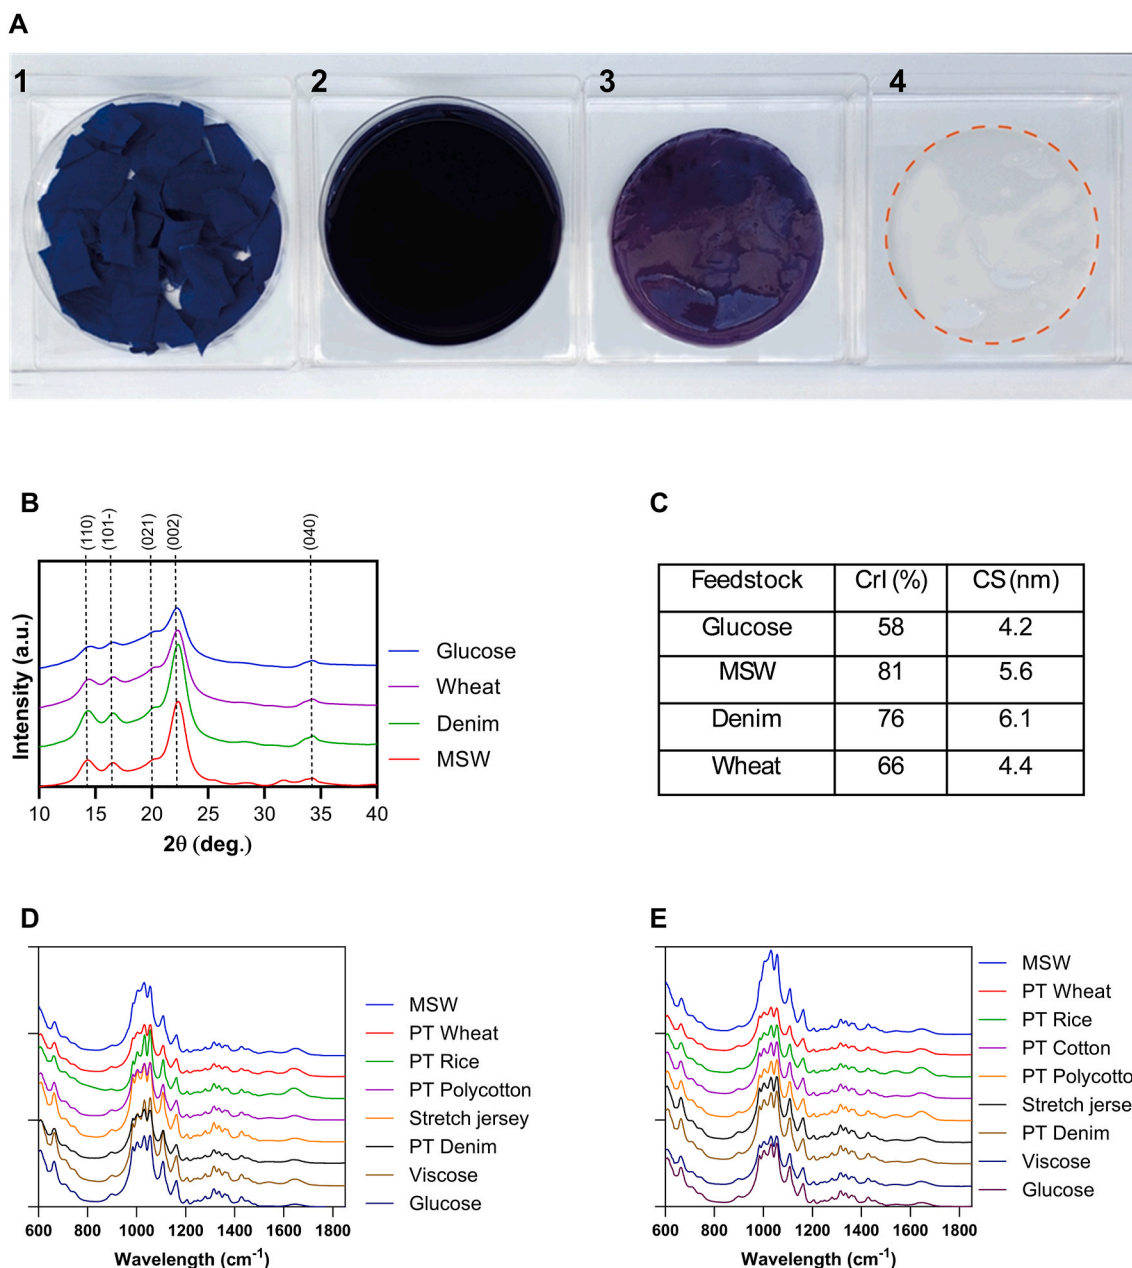 A
1 2 3 4
B
(110) (101-) (021) (002) (040)
Intensity (a.u.)
10 15 20 25 30 35 40
2θ (deg.)
Glucose
Wheat
Denim
MSW
C
Feedstock CrI (%) CS (nm)
Glucose 58 4.2
MSW 81 5.6
Denim 76 6.1
Wheat 66 4.4
D
MSW
PT Wheat
PT Rice
PT Polycotton
Stretch jersey
PT Denim
Viscose
Glucose
600 800 1000 1200 1400 1600 1800
Wavelength (cm-1)
E
MSW
PT Wheat
PT Rice
PT Cotton
PT Polycotto
Stretch jerse
PT Denim
Viscose
Glucose
600 800 1000 1200 1400 1600 1800
Wavelength (cm-1)